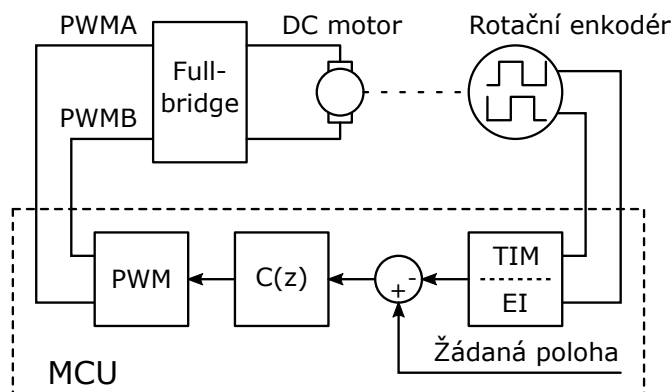 PWMA
DC motor
Rotační enkodér
Full-
bridge
PWMB
PWM
C(z)
-
+
TIM
EI
Žádaná poloha
MCU